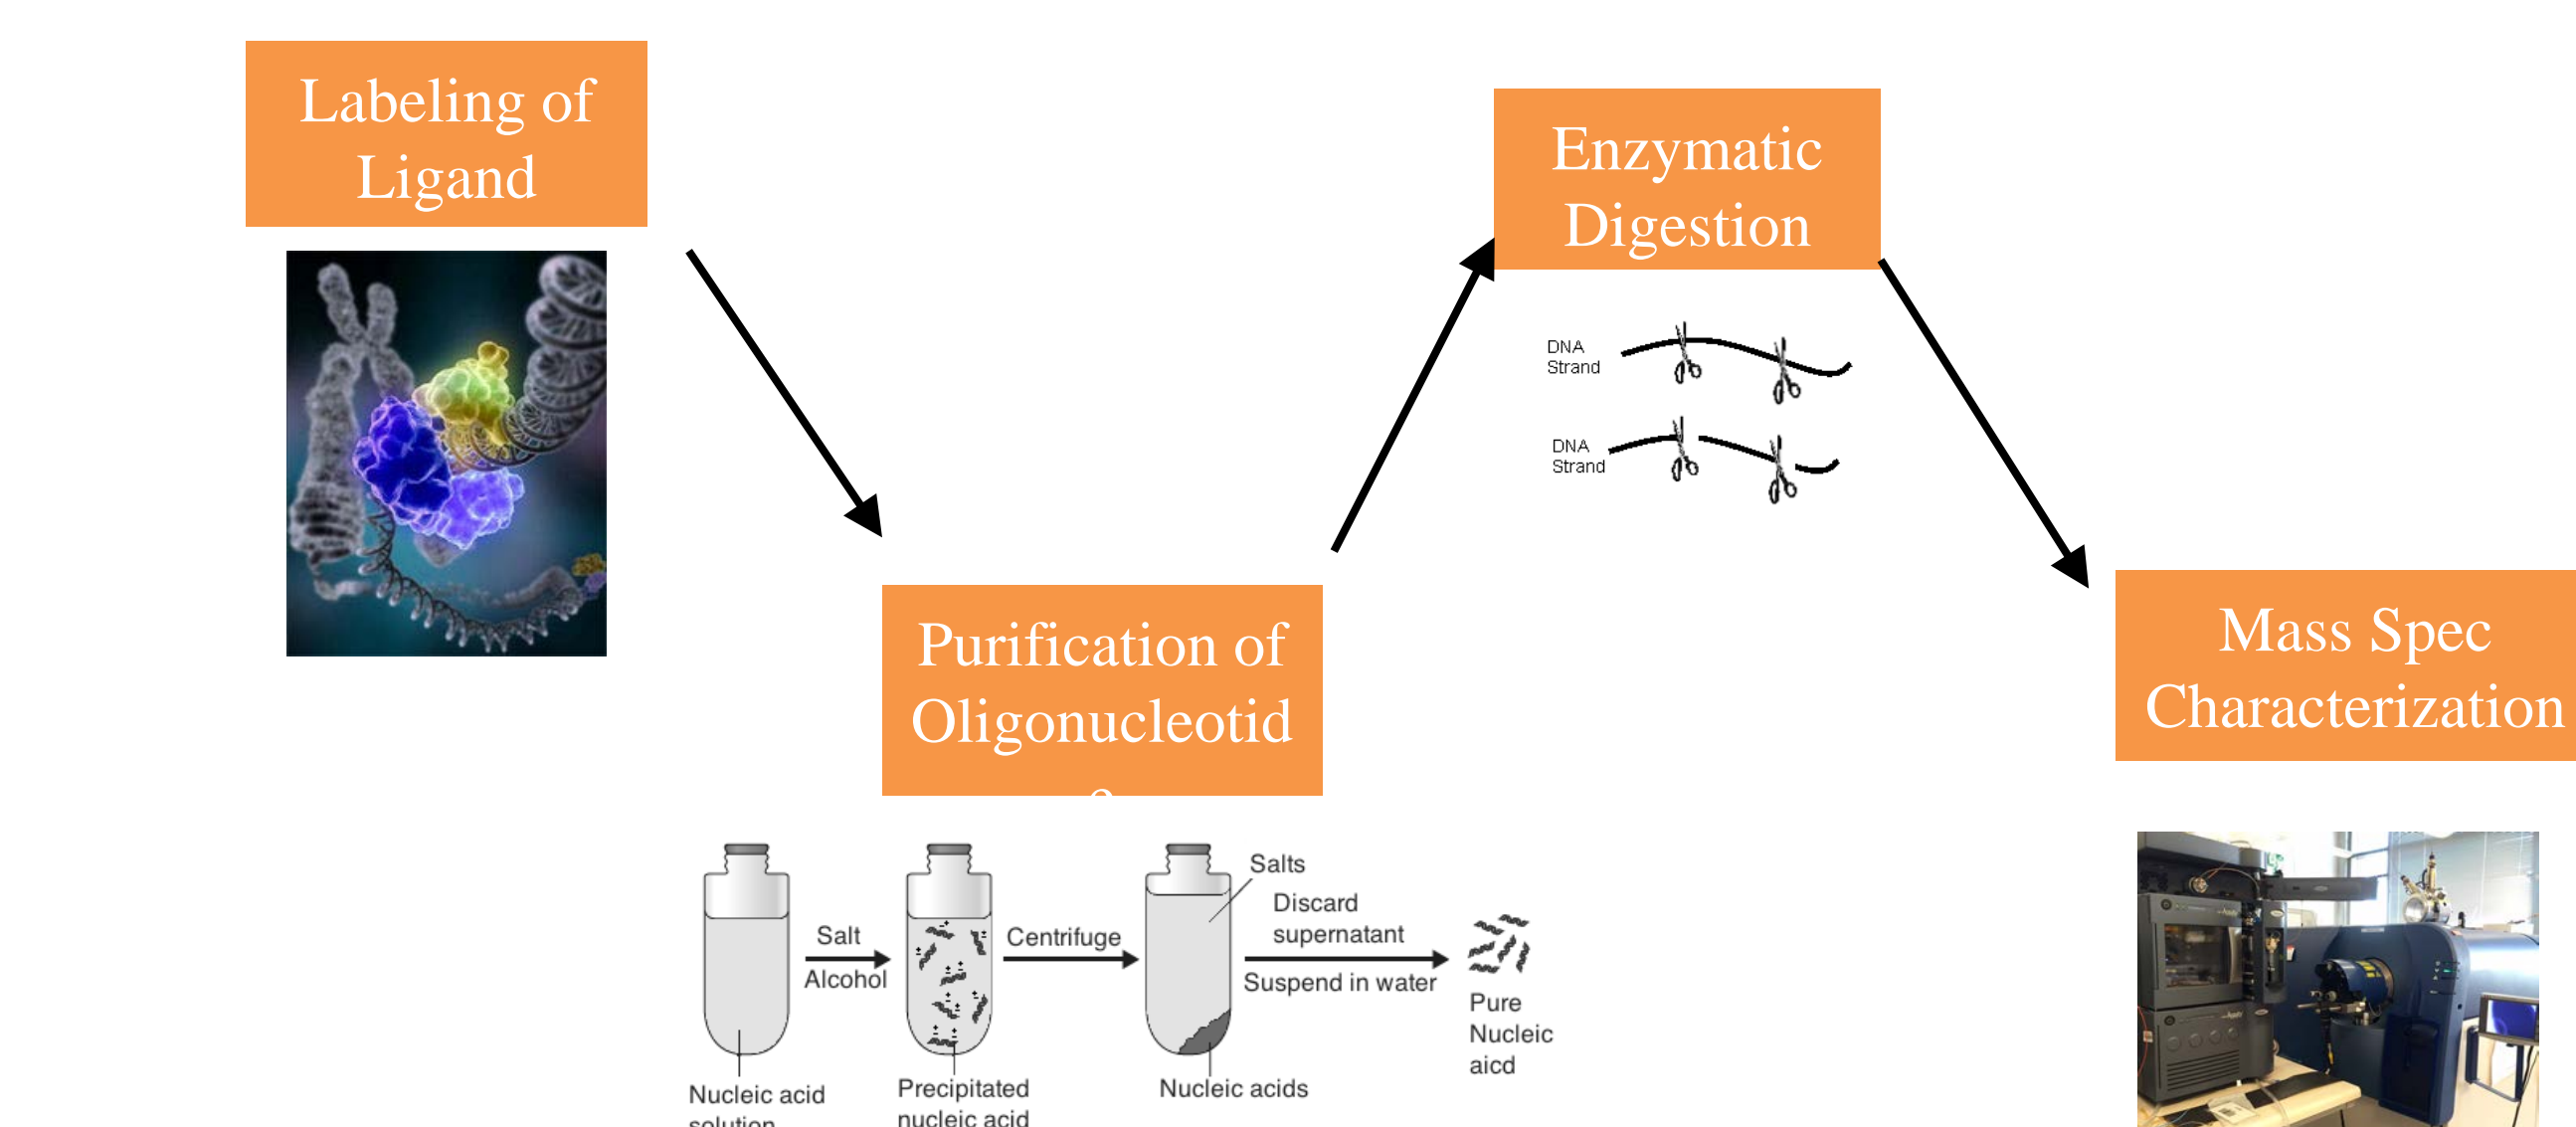 Labeling of
Ligand
Enzymatic
Digestion
DNA
Strand
DNA
Strand
Purification of
Oligonucleotid
e
Mass Spec
Characterization
Salt
Alcohol
Centrifuge
Salts
Discard
supernatant
Suspend in water
Pure
Nucleic
aicd
Nucleic acid
solution
Precipitated
nucleic acid
Nucleic acids